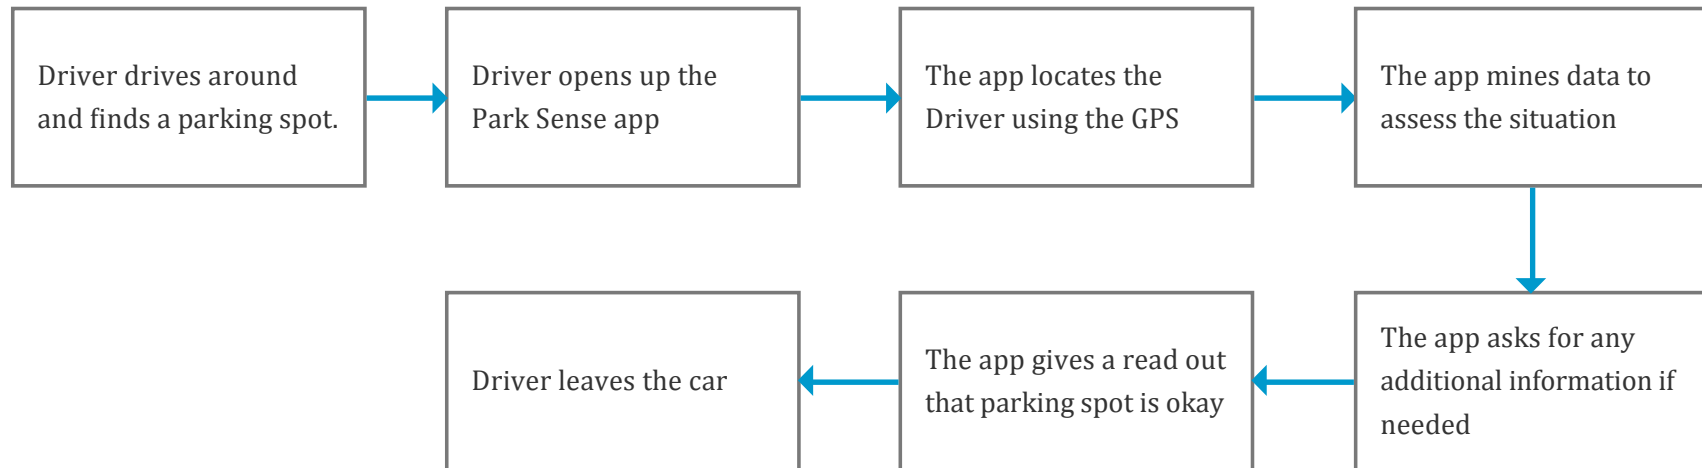 Driver drives around
and finds a parking spot.
Driver opens up the
Park Sense app
The app locates the
Driver using the GPS
The app mines data to
assess the situation
The app asks for any
additional information if
needed
The app gives a read out
that parking spot is okay
Driver leaves the car